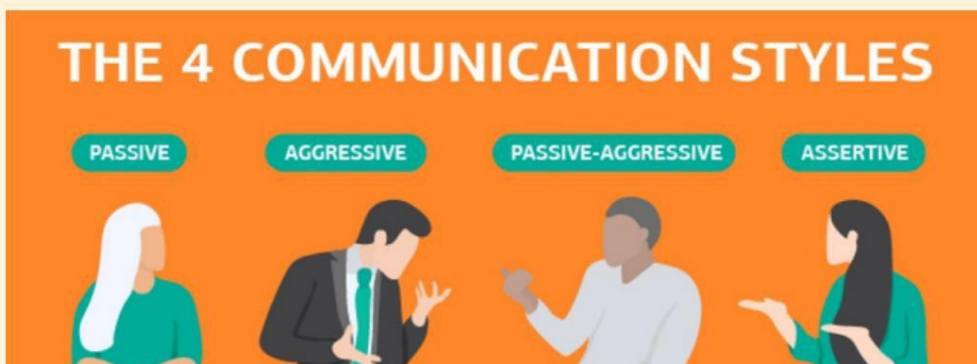 THE 4 COMMUNICATION STYLES
PASSIVE AGGRESSIVE PASSIVE-AGGRESSIVE ASSERTIVE